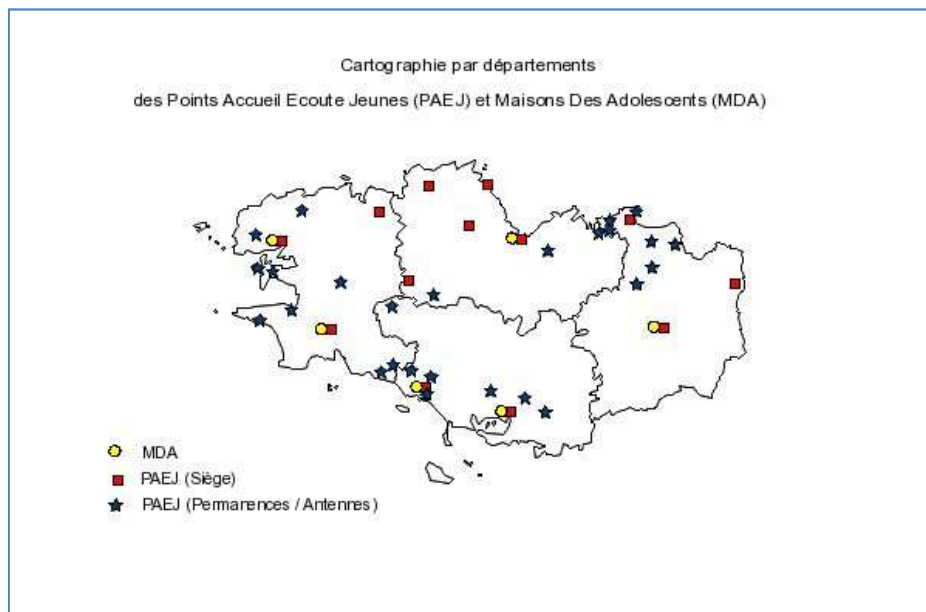 Cartographie par départements
des Points Accueil Ecoute Jeunes (PAEJ) et Maisons Des Adolescents (MDA)
MDA
PAEJ (Siège)
PAEJ (Permanences / Antennes)